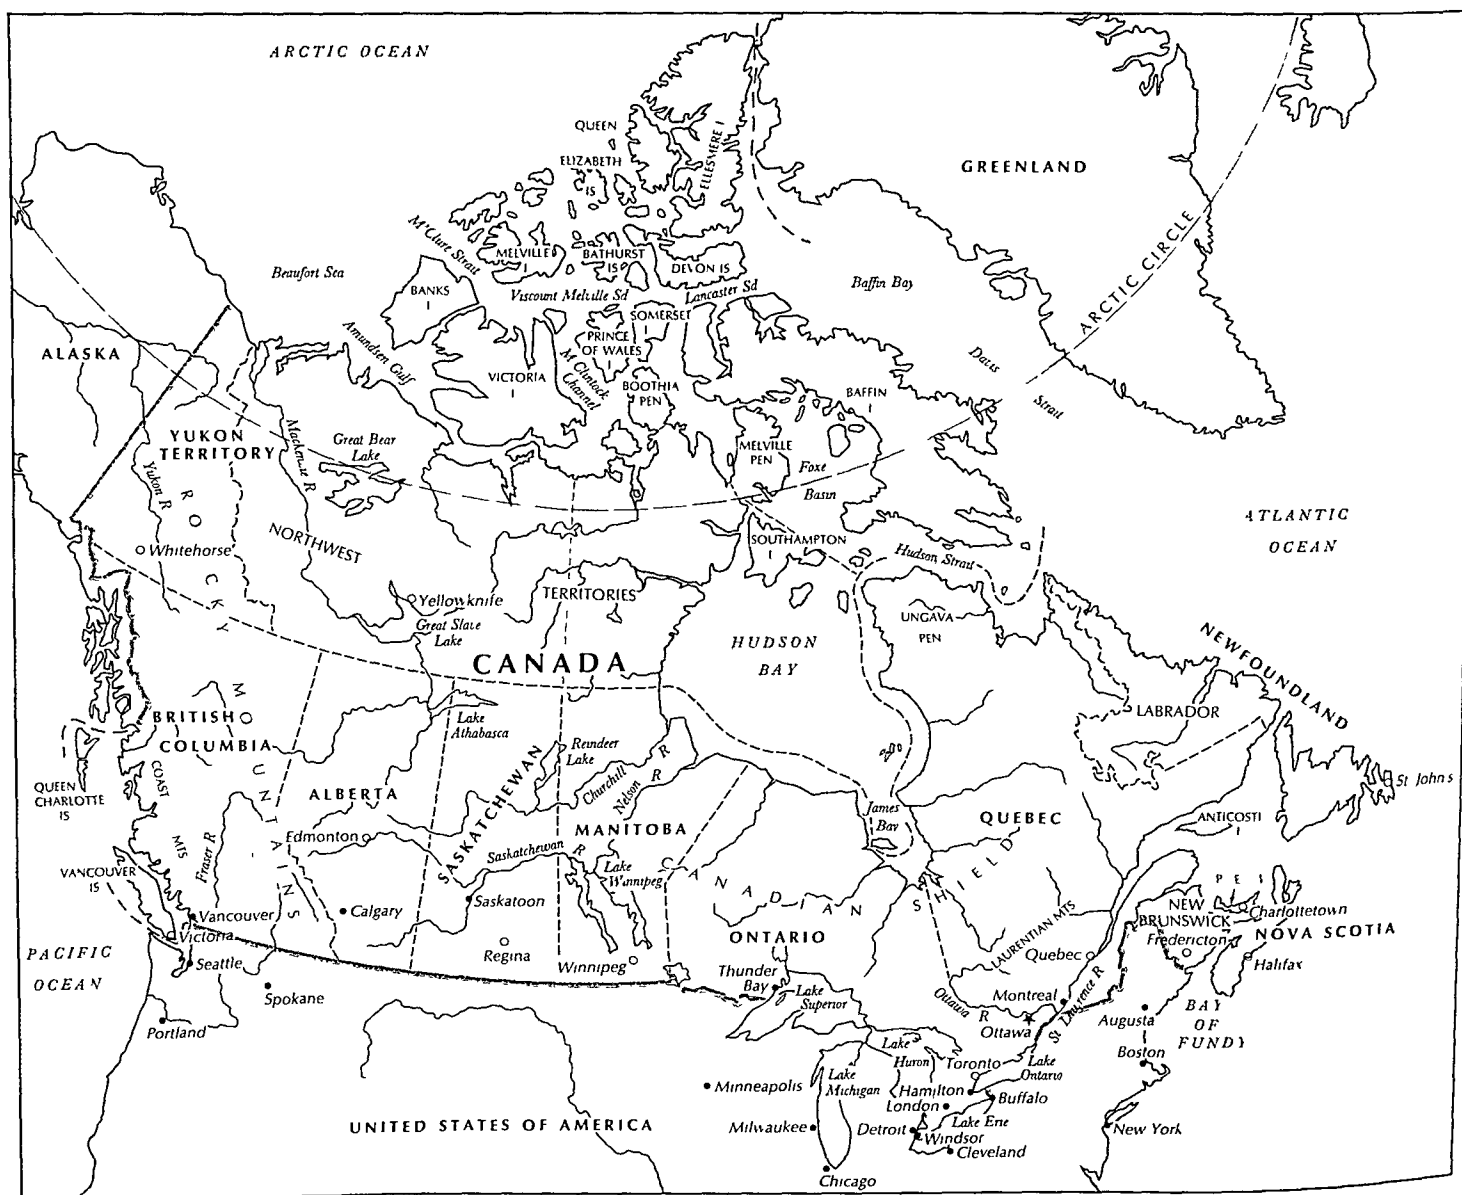 ARCTIC OCEAN
QUEEN
ELIZABETH
IS
ELLESMERE I
GREENLAND
ARCTIC CIRCLE
M'Clure Strait
MELVILLE
I
BATHURST
IS
DEVON IS
Beaufort Sea
BANKS
I
Viscount Melville Sd
Lancaster Sd
Baffin Bay
SOMERSET
I
PRINCE
OF WALES
I
ALASKA
Amundsen Gulf
VICTORIA
I
M'Clintock
Channel
BOOTHIA
PEN
BAFFIN
I
Davis
Strait
YUKON
TERRITORY
Yukon R
Mackenzie R
Great Bear
Lake
MELVILLE
PEN
Foxe
Basin
ATLANTIC
OCEAN
ROCKY
MOUNTAINS
Whitehorse
NORTHWEST
TERRITORIES
SOUTHAMPTON
I
Hudson Strait
Yellowknife
Great Slave
Lake
UNGAVA
PEN
CANADA
HUDSON
BAY
NEWFOUNDLAND
LABRADOR
BRITISH
COLUMBIA
Lake
Athabasca
Reindeer
Lake
QUEEN
CHARLOTTE
IS
COAST
MTS
ALBERTA
SASKATCHEWAN
Churchill R
Nelson R
St John's
Edmonton
MANITOBA
James
Bay
QUEBEC
ANTICOSTI
I
Fraser R
Saskatchewan R
VANCOUVER
IS
Lake
Winnipeg
CANADIAN SHIELD
P E I
Calgary
Saskatoon
Vancouver
Victoria
Seattle
Regina
Winnipeg
ONTARIO
LAURENTIAN MTS
Quebec
NEW
BRUNSWICK
Fredericton
Charlottetown
NOVA SCOTIA
Halifax
PACIFIC
OCEAN
Spokane
Portland
Thunder
Bay
Lake
Superior
Ottawa R
Montreal
Ottawa
St Laurence R
Augusta
BAY
OF
FUNDY
Boston
Lake
Huron
Toronto
Lake
Ontario
Minneapolis
Lake
Michigan
Hamilton
London
Buffalo
UNITED STATES OF AMERICA
Milwaukee
Detroit
Lake Erie
Windsor
Cleveland
New York
Chicago